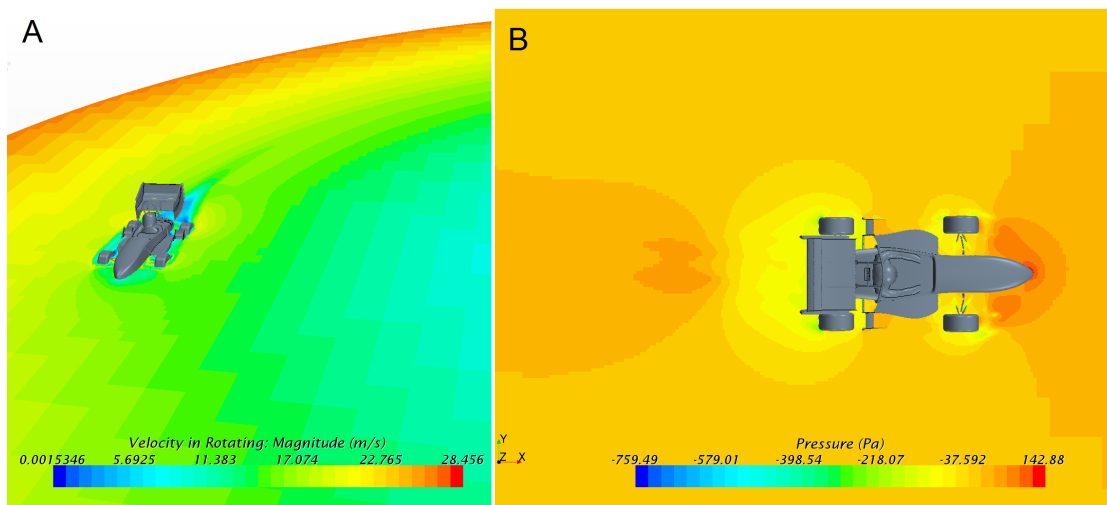 A
B
Velocity in Rotating: Magnitude (m/s)
0.0015346 5.6925 11.383 17.074 22.765 28.456
Y
Z X
Pressure (Pa)
-759.49 -579.01 -398.54 -218.07 -37.592 142.88